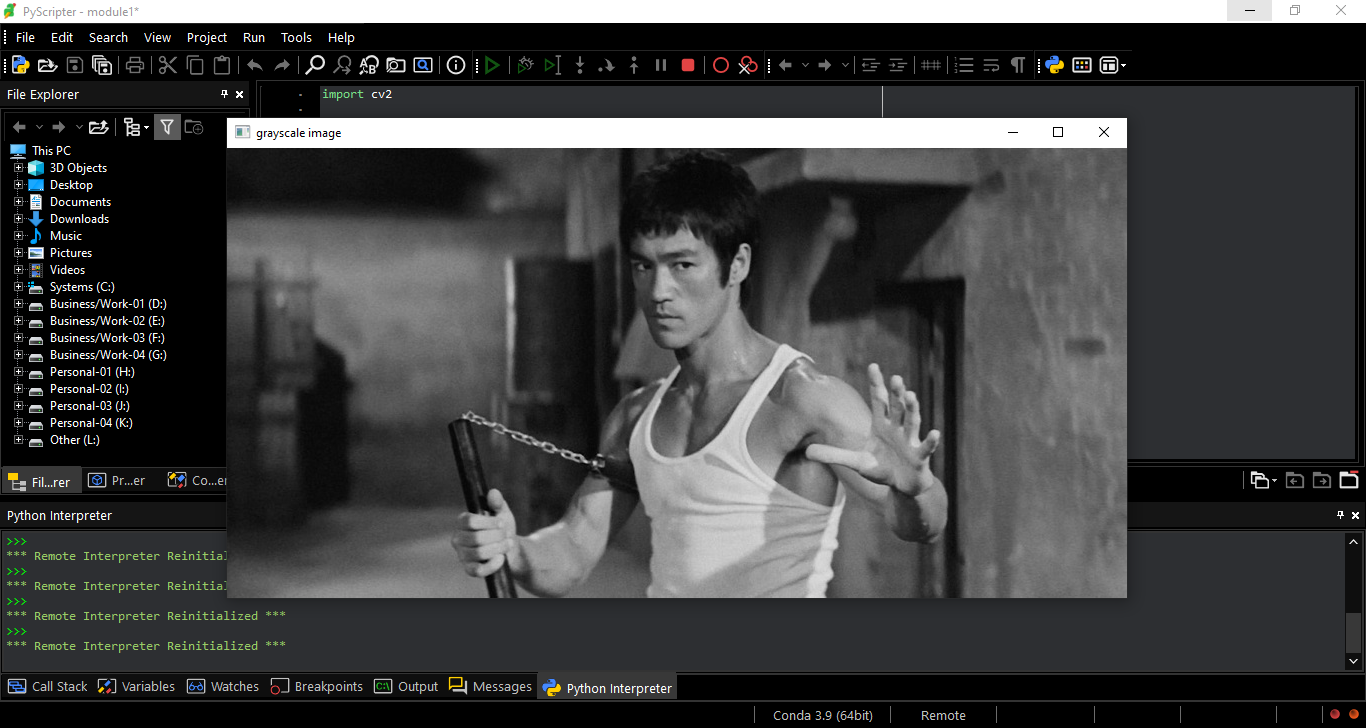 PyScripter - module1*
File Edit Search View Project Run Tools Help
File Explorer
import cv2
grayscale image
This PC
3D Objects
Desktop
Documents
Downloads
Music
Pictures
Videos
Systems (C:)
Business/Work-01 (D:)
Business/Work-02 (E:)
Business/Work-03 (F:)
Business/Work-04 (G:)
Personal-01 (H:)
Personal-02 (I:)
Personal-03 (J:)
Personal-04 (K:)
Other (L:)
Fil...rer Pr...er Co...er
Python Interpreter
>>>
*** Remote Interpreter Reinitial
>>>
*** Remote Interpreter Reinitial
>>>
*** Remote Interpreter Reinitialized ***
>>>
*** Remote Interpreter Reinitialized ***
Call Stack Variables Watches Breakpoints Output Messages Python Interpreter
Conda 3.9 (64bit) Remote